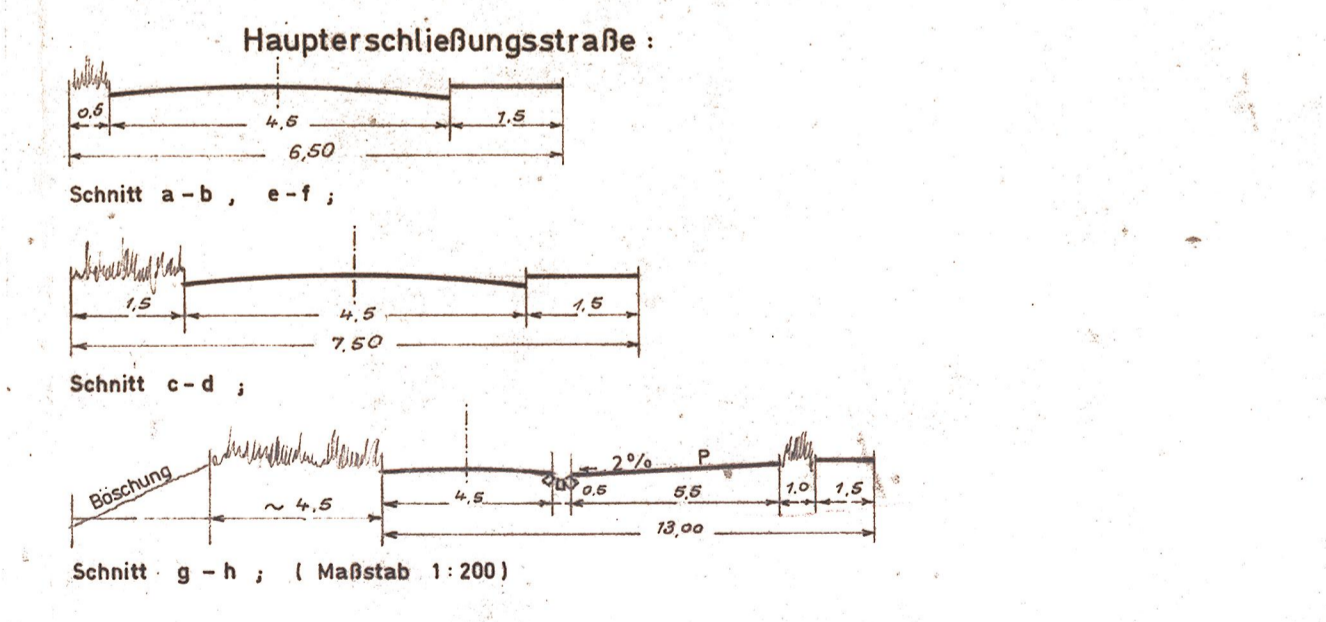 Haupterschließungsstraße :
0,5 4,5 1,5
6,50
Schnitt a - b , e - f ;
1,5 4,5 1,5
7,50
Schnitt c - d ;
2% P
Böschung
~ 4,5 4,5 0,5 5,5 1,0 1,5
13,00
Schnitt g - h ; ( Maßstab 1 : 200 )